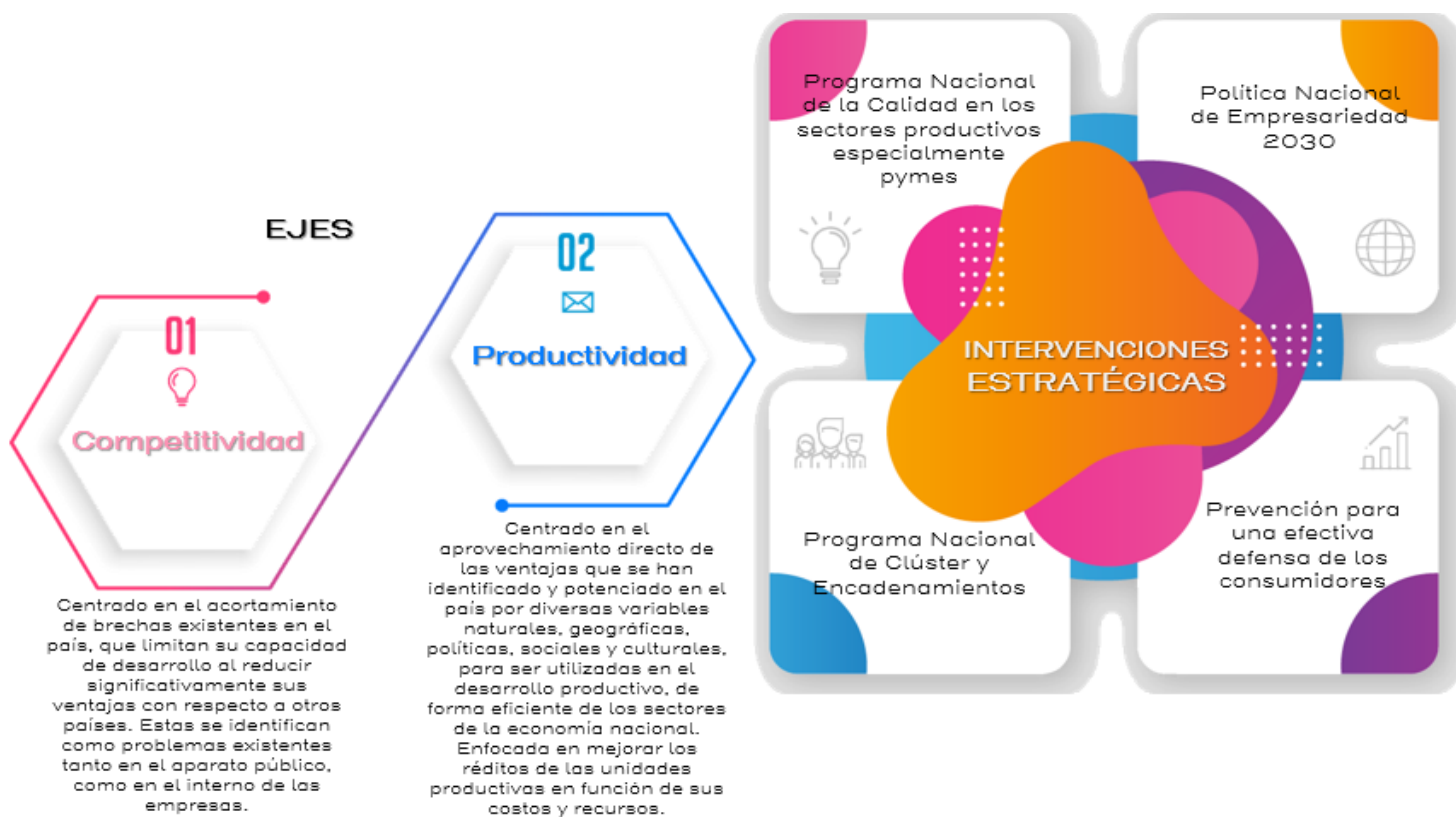 EJES
01
Competitividad
Centrado en el acortamiento
de brechas existentes en el
país, que limitan su capacidad
de desarrollo al reducir
significativamente sus
ventajas con respecto a otros
países. Estas se identifican
como problemas existentes
tanto en el aparato público,
como en el interno de las
empresas.
02
Productividad
Centrado en el
aprovechamiento directo de
las ventajas que se han
identificado y potenciado en el
país por diversas variables
naturales, geográficas,
políticas, sociales y culturales,
para ser utilizadas en el
desarrollo productivo, de
forma eficiente de los sectores
de la economía nacional.
Enfocada en mejorar los
réditos de las unidades
productivas en función de sus
costos y recursos.
Programa Nacional
de la Calidad en los
sectores productivos
especialmente
pymes
Política Nacional
de Empresariedad
2030
INTERVENCIONES
ESTRATÉGICAS
Programa Nacional
de Clúster y
Encadenamientos
Prevención para
una efectiva
defensa de los
consumidores